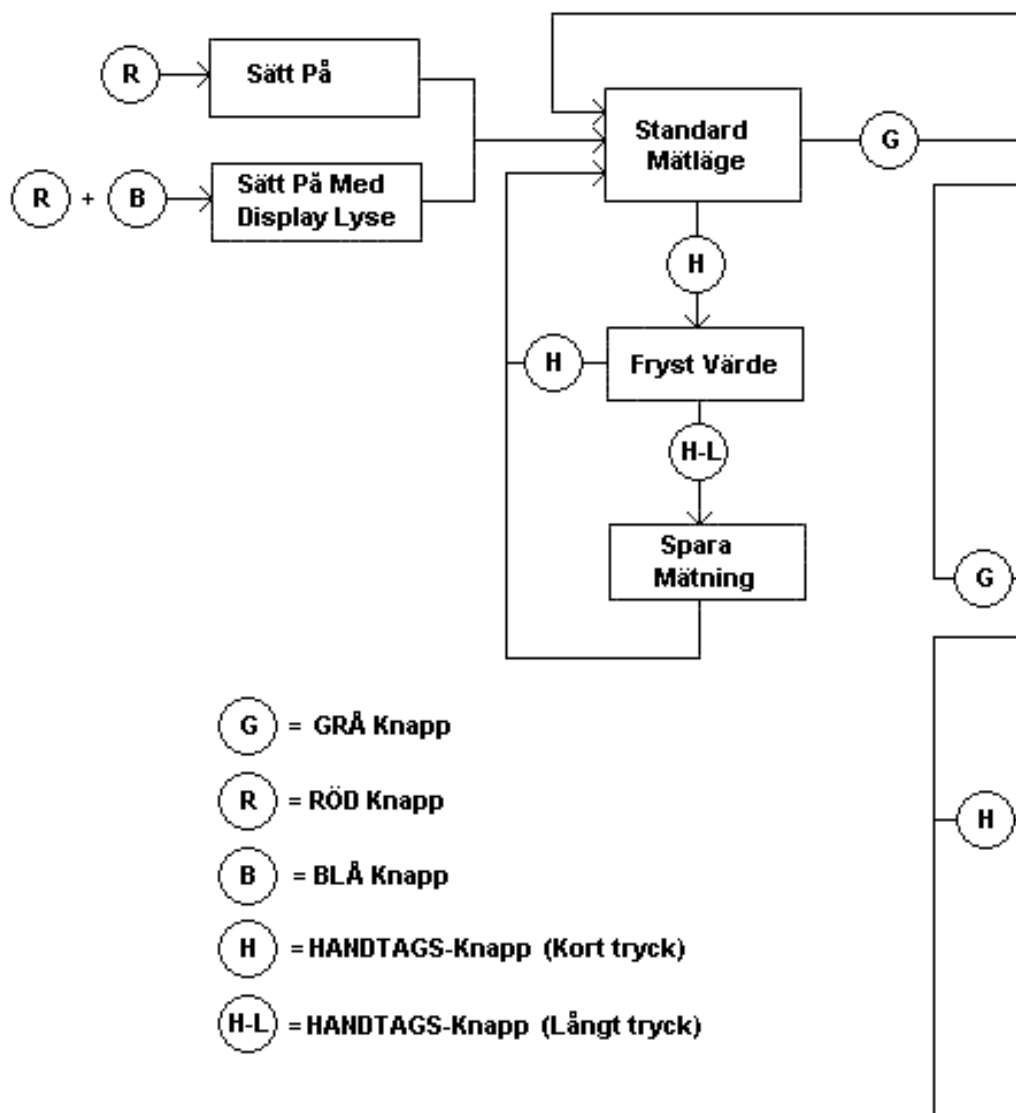 R
Sätt På
R + B
Sätt På Med
Display Lyse
Standard
Mätläge
G
H
H
Fryst Värde
H-L
Spara
Mätning
G
G = GRÅ Knapp
R = RÖD Knapp
H
B = BLÅ Knapp
H = HANDTAGS-Knapp (Kort tryck)
H-L = HANDTAGS-Knapp (Långt tryck)